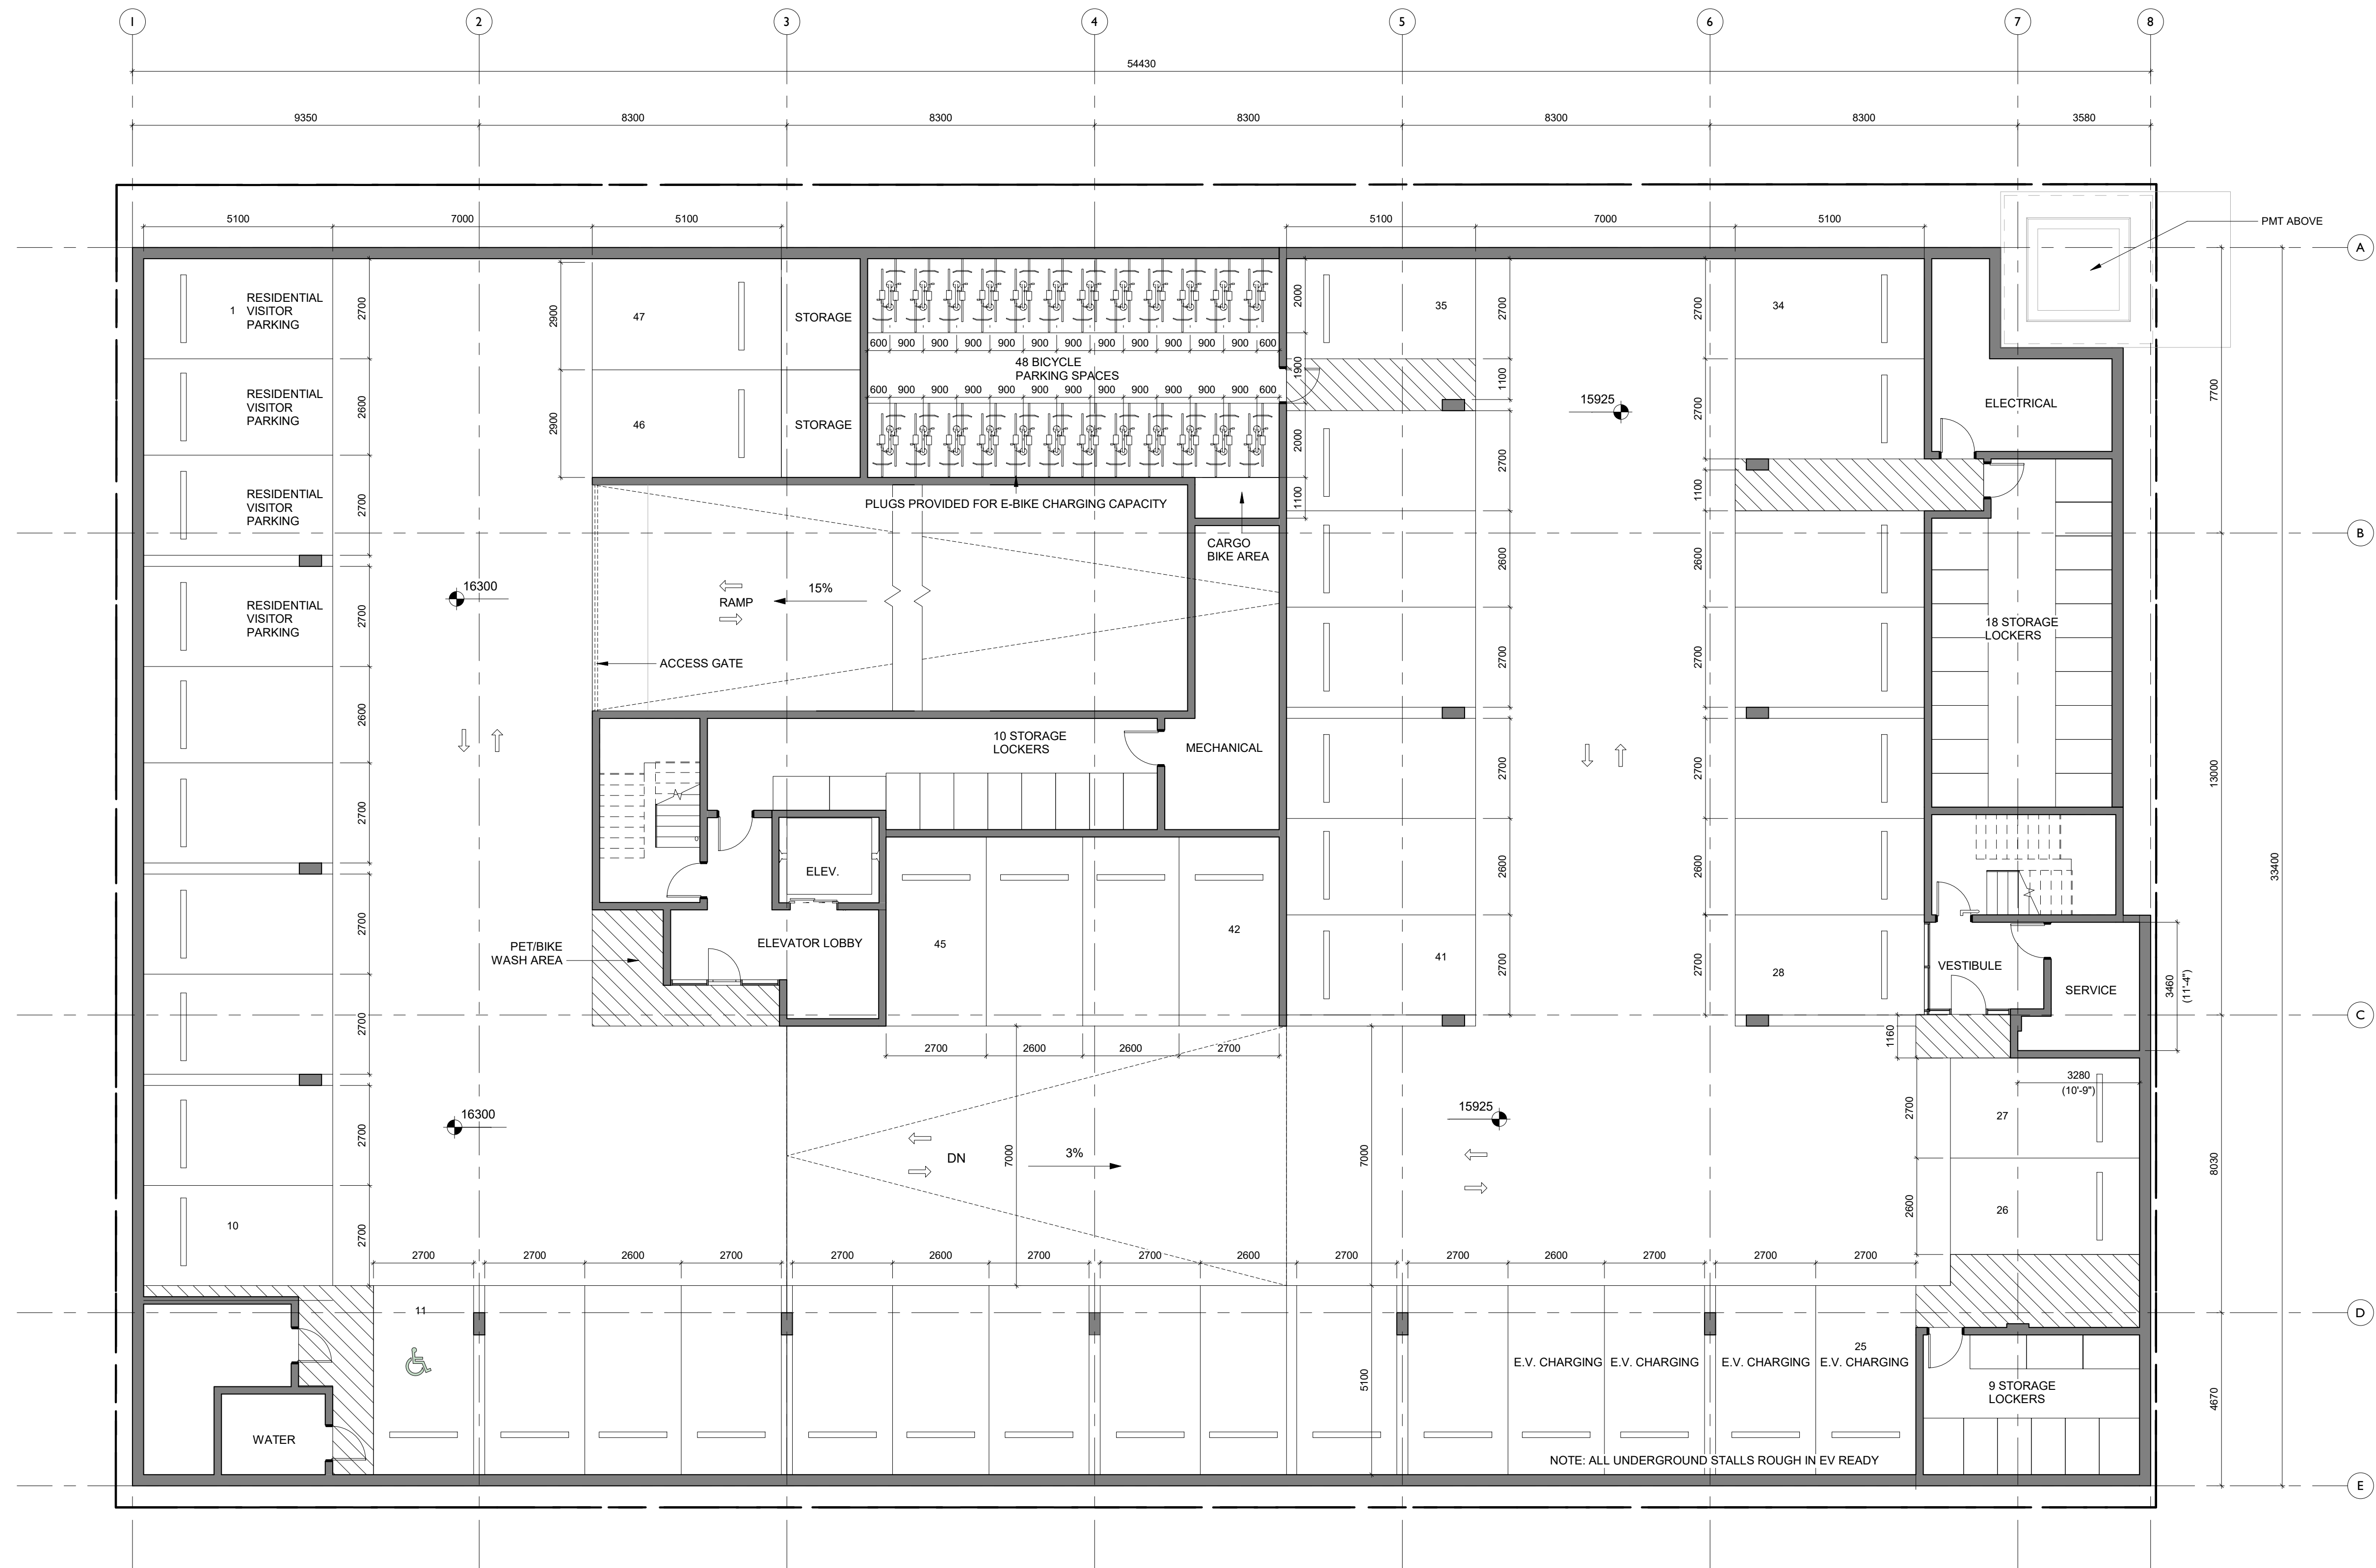 1 2 3 4 5 6 7 8
54430
9350 8300 8300 8300 8300 8300 3580
5100 7000 5100 5100 7000 5100
PMT ABOVE
A
1 RESIDENTIAL
VISITOR
PARKING
2700
2900
47
STORAGE
2000
35
2700
2700
34
600 900 900 900 900 900 900 900 900 900 900 900 600
48 BICYCLE
PARKING SPACES
1900
1100
600 900 900 900 900 900 900 900 900 900 900 900 600
RESIDENTIAL
VISITOR
PARKING
2600
2900
46
STORAGE
2000
15925
2700
2700
ELECTRICAL
7700
RESIDENTIAL
VISITOR
PARKING
2700
PLUGS PROVIDED FOR E-BIKE CHARGING CAPACITY
1100
1100
B
CARGO
BIKE AREA
2600
2600
16300
15%
RAMP
RESIDENTIAL
VISITOR
PARKING
2700
18 STORAGE
LOCKERS
ACCESS GATE
2700
2700
2600
10 STORAGE
LOCKERS
MECHANICAL
2700
2700
13000
2700
ELEV.
2600
2600
33400
2700
PET/BIKE
WASH AREA
ELEVATOR LOBBY
45
42
41
2700
2700
28
VESTIBULE
SERVICE
3460
(11'-4")
2700
C
1160
2700 2600 2600 2700
3280
(10'-9")
16300
15925
2700
27
2700
DN
3%
7000
7000
8030
2600
26
10
2700
2700 2700 2600 2700 2700 2600 2700 2700 2600 2700 2700 2600 2700 2700 2700
11
D
25
E.V. CHARGING E.V. CHARGING E.V. CHARGING E.V. CHARGING
5100
9 STORAGE
LOCKERS
4670
WATER
NOTE: ALL UNDERGROUND STALLS ROUGH IN EV READY
E